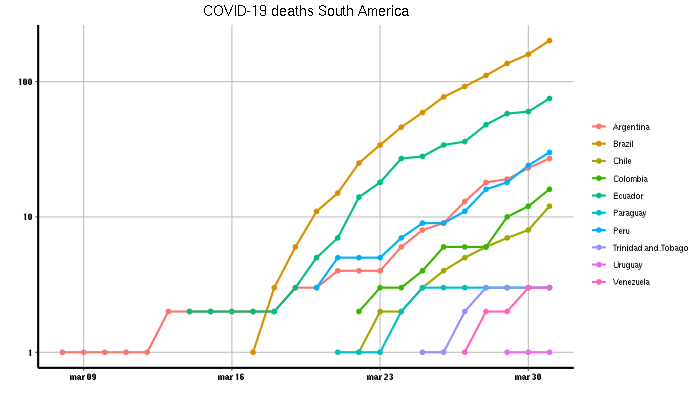 COVID-19 deaths South America
100
10
1
mar 09
mar 16
mar 23
mar 30
Argentina
Brazil
Chile
Colombia
Ecuador
Paraguay
Peru
Trinidad.and.Tobago
Uruguay
Venezuela